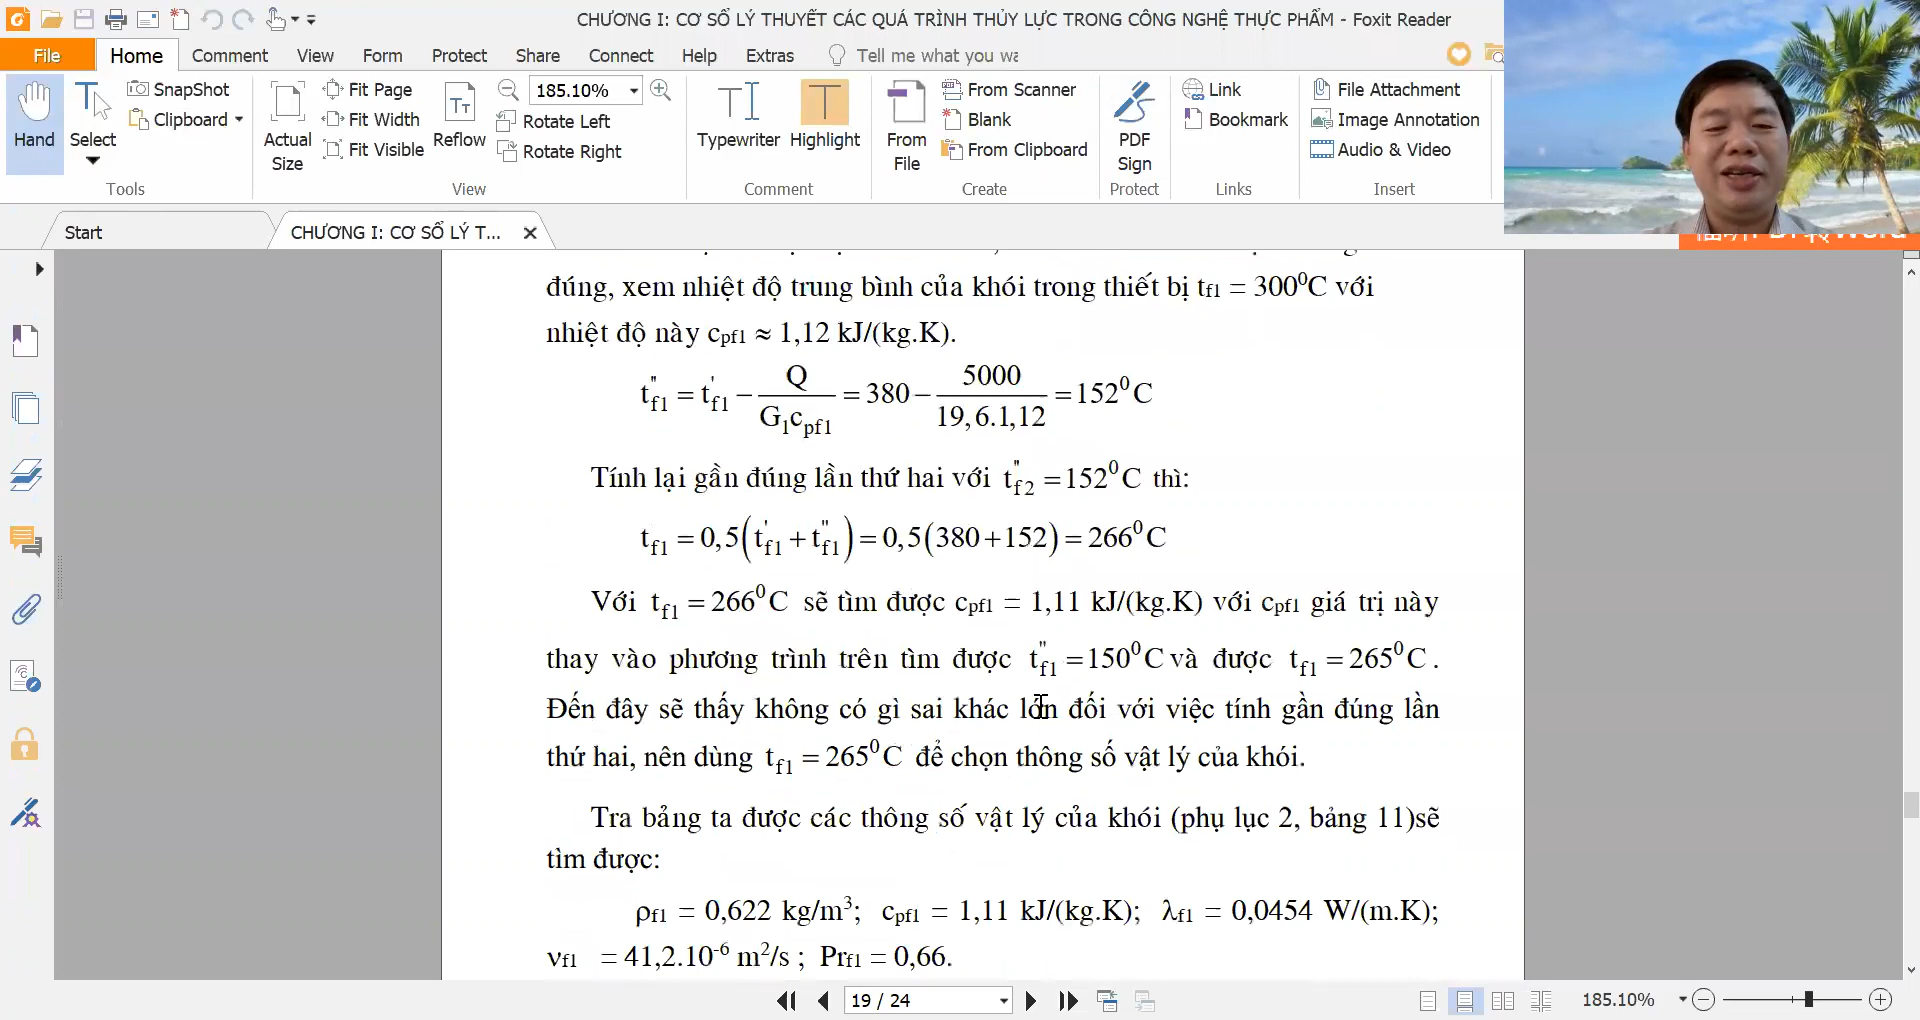 CHƯƠNG I: CƠ SỔ LÝ THUYẾT CÁC QUÁ TRÌNH THỦY LỰC TRONG CÔNG NGHỆ THỰC PHẨM - Foxit Reader
File Home Comment View Form Protect Share Connect Help Extras Tell me what you wa
Hand
Select
Tools
SnapShot
Clipboard
Actual Size
Fit Page
Fit Width
Fit Visible
Reflow
185.10%
Rotate Left
Rotate Right
View
Typewriter
Highlight
Comment
From File
From Scanner
Blank
From Clipboard
Create
PDF Sign
Protect
Link
Bookmark
Links
File Attachment
Image Annotation
Audio & Video
Insert
Start
CHƯƠNG I: CƠ SỔ LÝ T...
đúng, xem nhiệt độ trung bình của khói trong thiết bị tf1 = 300⁰C với
nhiệt độ này cpf1 ≈ 1,12 kJ/(kg.K).
t"f1 = t'f1 − Q / G1cpf1 = 380 − 5000 / 19,6.1,12 = 152⁰C
Tính lại gần đúng lần thứ hai với t"f2 = 152⁰C thì:
tf1 = 0,5(t'f1 + t"f1) = 0,5(380+152) = 266⁰C
Với tf1 = 266⁰C sẽ tìm được cpf1 = 1,11 kJ/(kg.K) với cpf1 giá trị này
thay vào phương trình trên tìm được t"f1 = 150⁰C và được tf1 = 265⁰C.
Đến đây sẽ thấy không có gì sai khác lớn đối với việc tính gần đúng lần
thứ hai, nên dùng tf1 = 265⁰C để chọn thông số vật lý của khói.
Tra bảng ta được các thông số vật lý của khói (phụ lục 2, bảng 11)sẽ
tìm được:
ρf1 = 0,622 kg/m³; cpf1 = 1,11 kJ/(kg.K); λf1 = 0,0454 W/(m.K);
νf1 = 41,2.10⁻⁶ m²/s ; Prf1 = 0,66.
19 / 24
185.10%